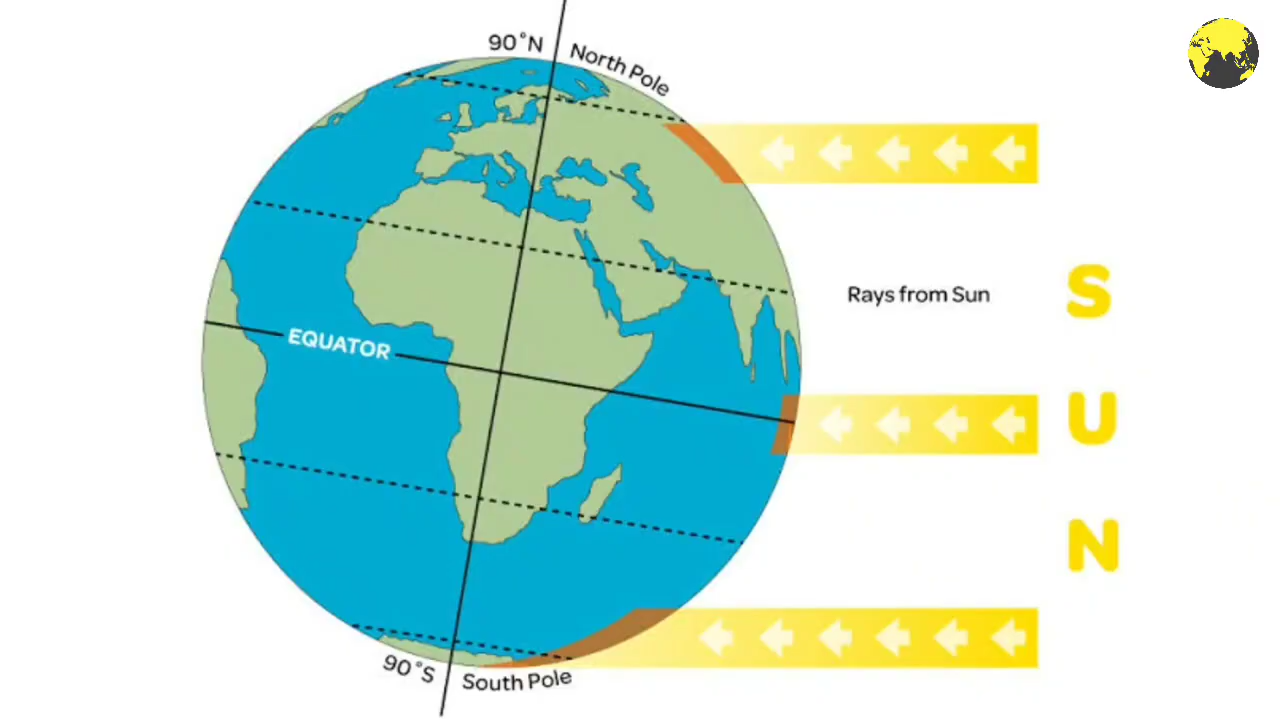 90°N
North Pole
Rays from Sun
S
U
N
EQUATOR
90°S
South Pole